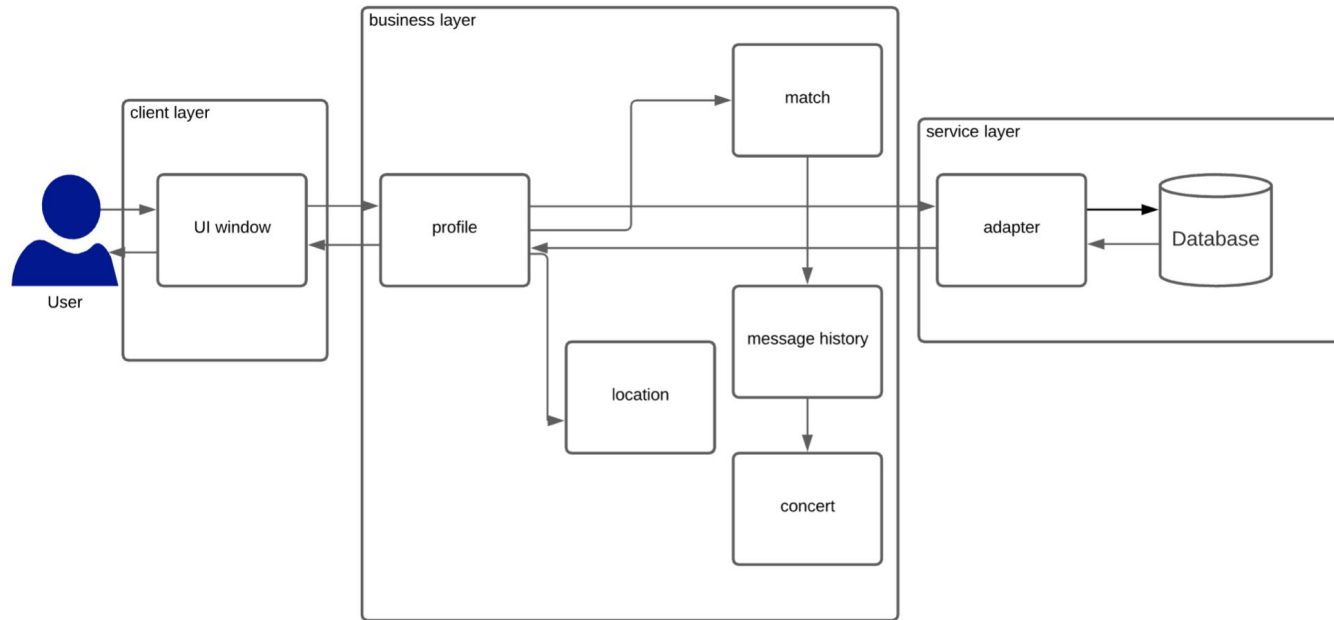 business layer
match
client layer
service layer
UI window
profile
adapter
Database
User
message history
location
concert